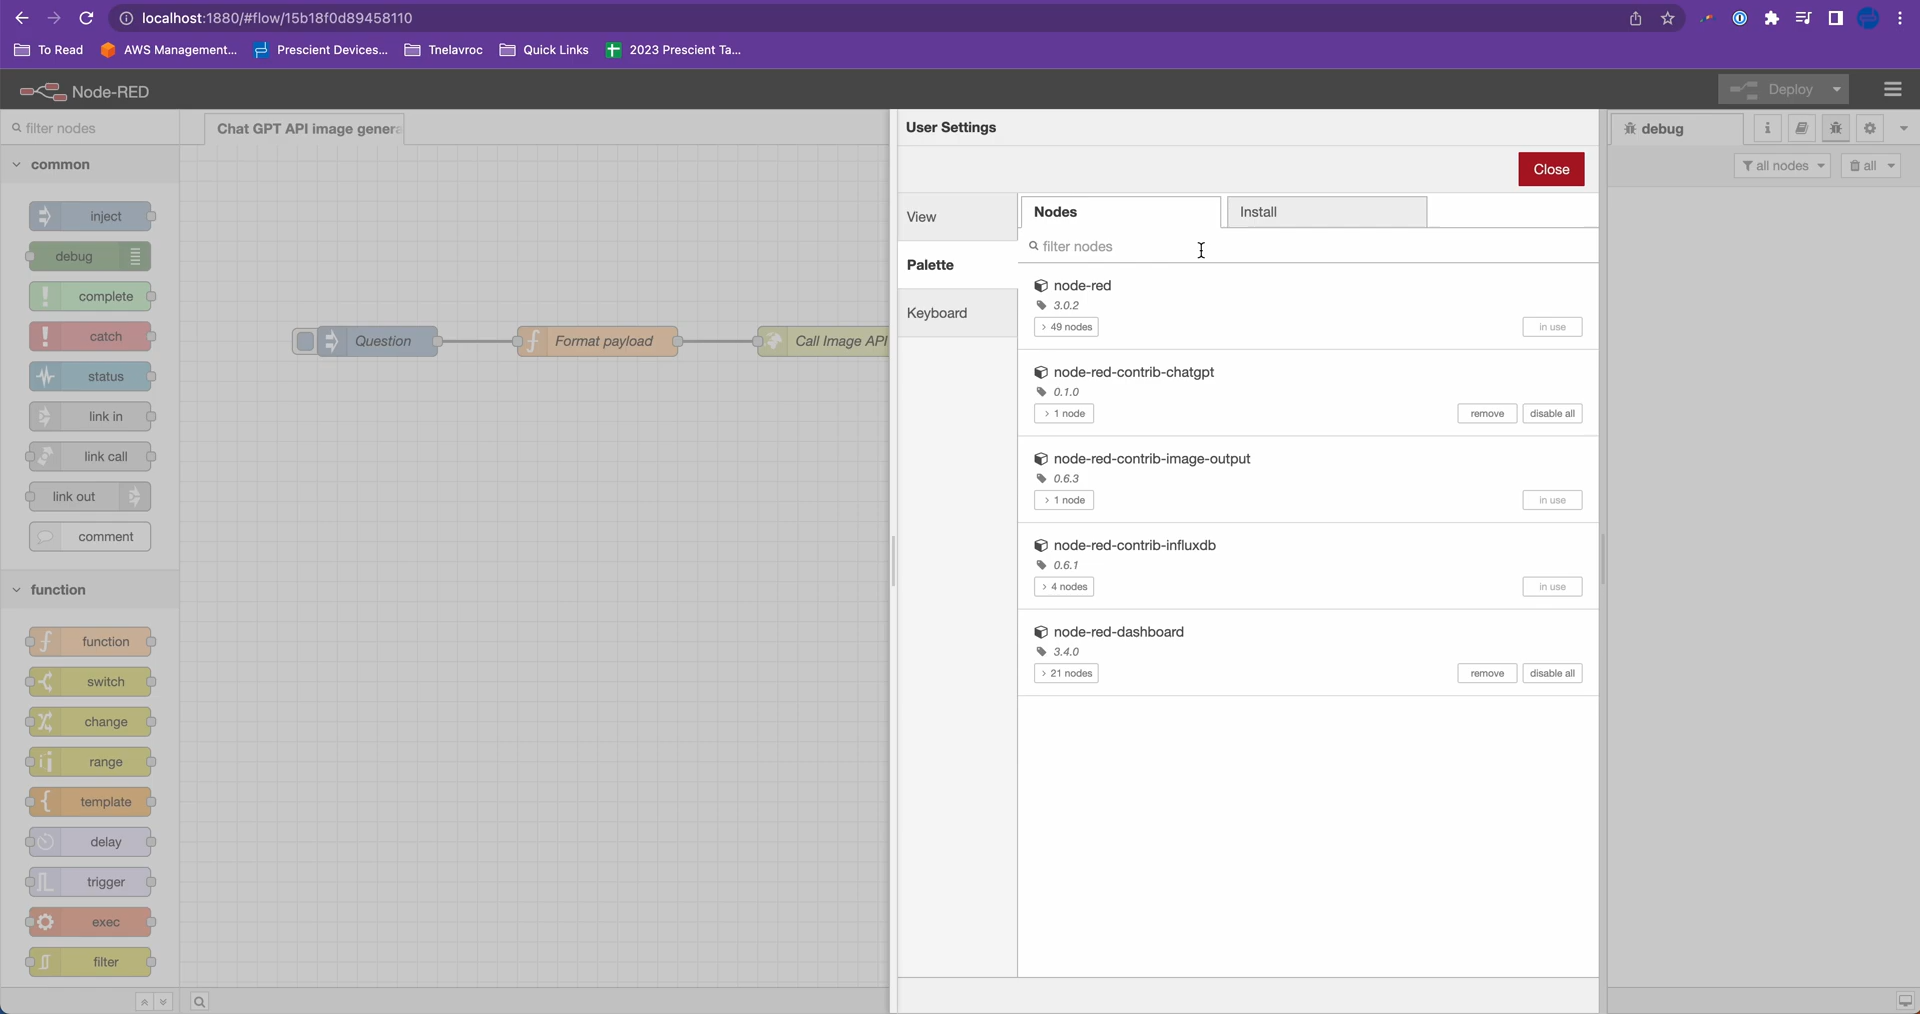 localhost:1880/#flow/15b18f0d89458110
To Read
AWS Management...
Prescient Devices...
Tnelavroc
Quick Links
2023 Prescient Ta...
Node-RED
Deploy
filter nodes
Chat GPT API image genera
User Settings
debug
Close
all nodes
all
common
inject
debug
complete
catch
status
link in
link call
link out
comment
function
function
switch
change
range
template
delay
trigger
exec
filter
Question
Format payload
Call Image API
View
Palette
Keyboard
Nodes
Install
filter nodes
node-red
3.0.2
49 nodes
in use
node-red-contrib-chatgpt
0.1.0
1 node
remove
disable all
node-red-contrib-image-output
0.6.3
1 node
in use
node-red-contrib-influxdb
0.6.1
4 nodes
in use
node-red-dashboard
3.4.0
21 nodes
remove
disable all